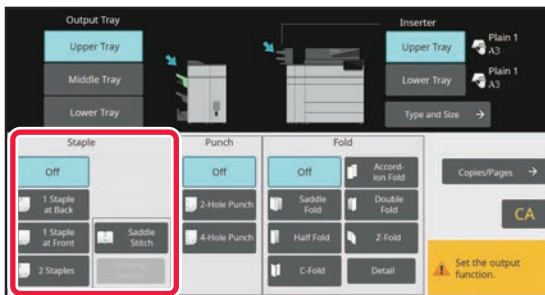 Output Tray
Inserter
Upper Tray
Middle Tray
Lower Tray
Upper Tray
Plain 1
A3
Lower Tray
Plain 1
A3
Type and Size
Staple
Off
1 Staple
at Back
1 Staple
at Front
2 Staples
Saddle
Stitch
Punch
Off
2-Hole Punch
4-Hole Punch
Fold
Off
Saddle
Fold
Half Fold
C-Fold
Accord-
ion Fold
Double
Fold
Z-Fold
Detail
Copies/Pages
CA
Set the output
function.